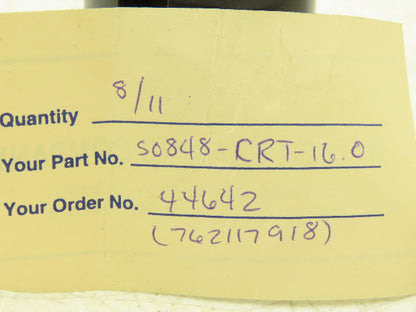 Quantity 8/11
Your Part No. S0848-CRT-16.0
Your Order No. 44642
(762117918)